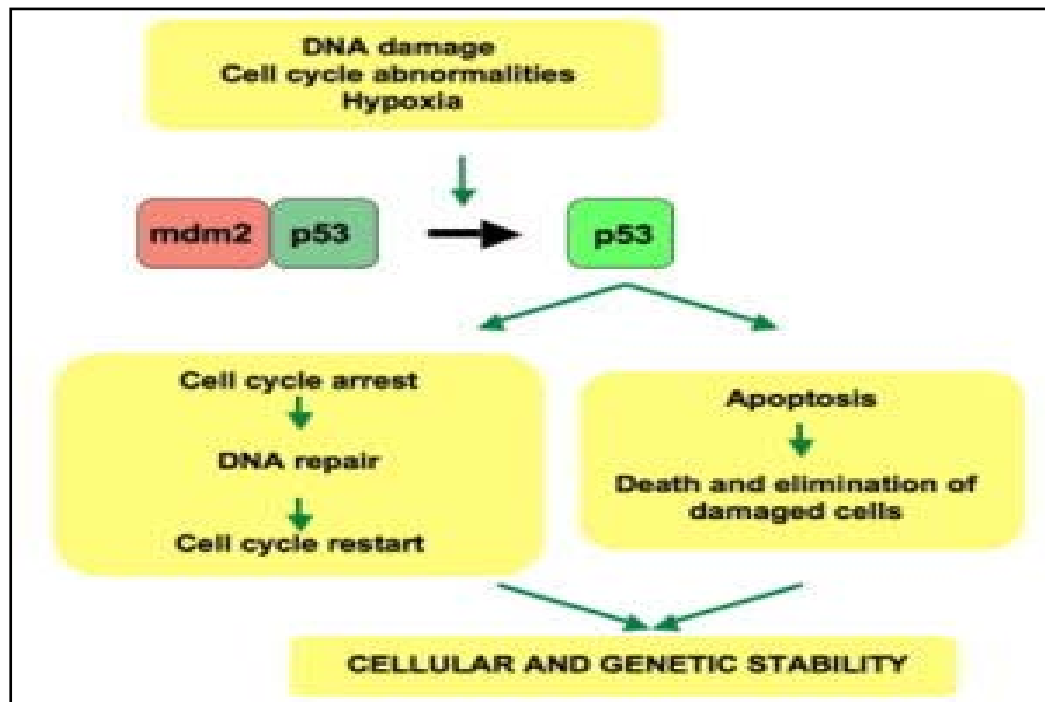 DNA damage
Cell cycle abnormalities
Hypoxia
mdm2 p53
p53
Cell cycle arrest
DNA repair
Cell cycle restart
Apoptosis
Death and elimination of
damaged cells
CELLULAR AND GENETIC STABILITY